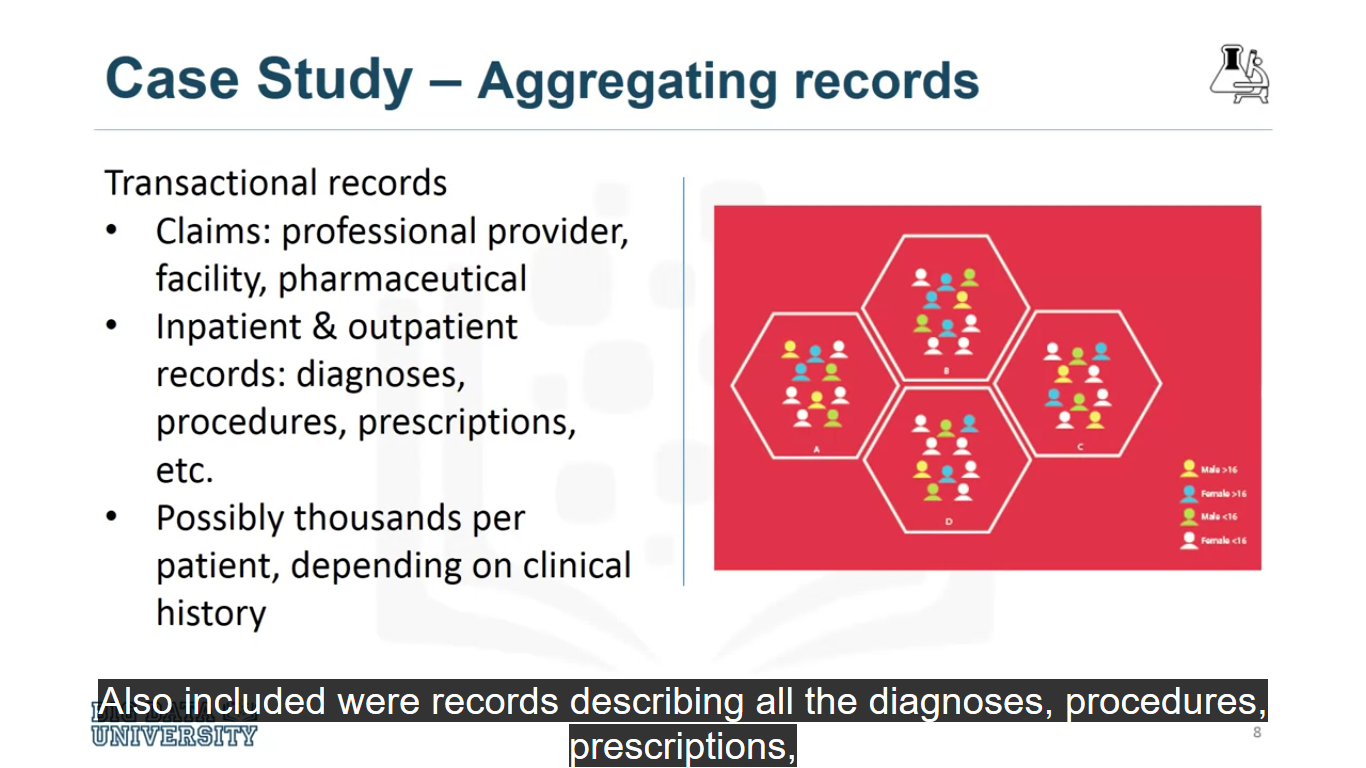 Case Study – Aggregating records
Transactional records
• Claims: professional provider,
facility, pharmaceutical
• Inpatient & outpatient
records: diagnoses,
procedures, prescriptions,
etc.
• Possibly thousands per
patient, depending on clinical
history
B
A
C
D
Male >16
Female >16
Male <16
Female <16
Also included were records describing all the diagnoses, procedures,
prescriptions,
UNIVERSITY
8